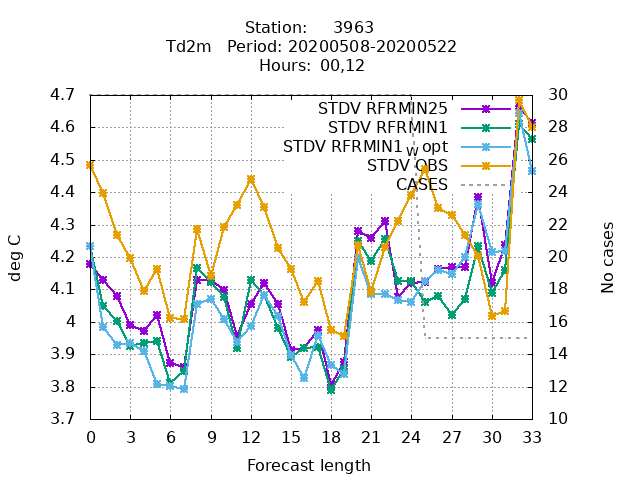 Station: 3963
Td2m Period: 20200508-20200522
Hours: 00,12
4.7
4.6
4.5
4.4
4.3
4.2
4.1
4
3.9
3.8
3.7
deg C
30
28
26
24
22
20
18
16
14
12
10
No cases
STDV RFRMIN25
STDV RFRMIN1
STDV RFRMIN1w opt
STDV OBS
CASES
0 3 6 9 12 15 18 21 24 27 30 33
Forecast length